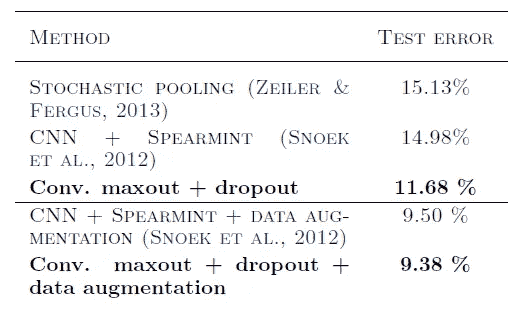 METHOD TEST ERROR
STOCHASTIC POOLING (ZEILER & 15.13%
FERGUS, 2013)
CNN + SPEARMINT (SNOEK 14.98%
ET AL., 2012)
Conv. maxout + dropout 11.68 %
CNN + SPEARMINT + DATA AUG- 9.50 %
MENTATION (SNOEK ET AL., 2012)
Conv. maxout + dropout + 9.38 %
data augmentation